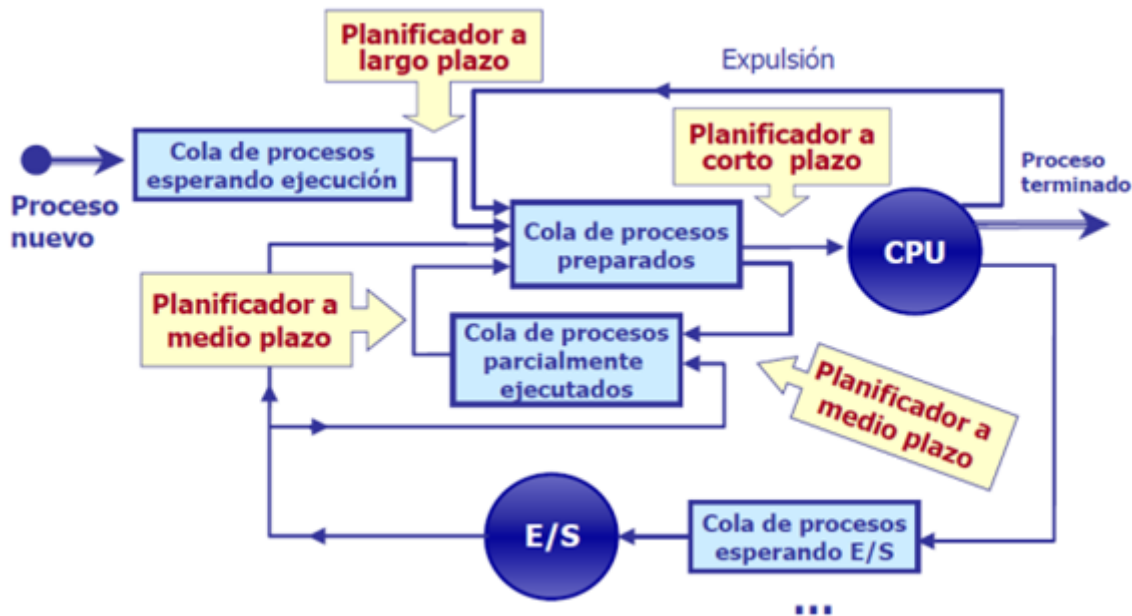 Planificador a
largo plazo
Expulsión
Cola de procesos
esperando ejecución
Planificador a
corto plazo
Proceso
terminado
Proceso
nuevo
Cola de procesos
preparados
CPU
Planificador a
medio plazo
Cola de procesos
parcialmente
ejecutados
Planificador a
medio plazo
E/S
Cola de procesos
esperando E/S
...